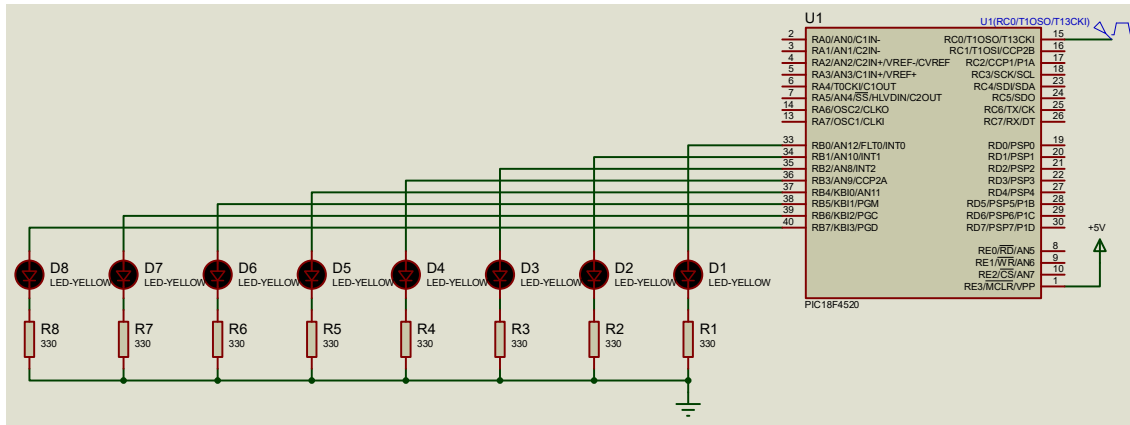 U1
U1(RC0/T1OSO/T13CKI)
2 RA0/AN0/C1IN- RC0/T1OSO/T13CKI 15
3 RA1/AN1/C2IN- RC1/T1OSI/CCP2B 16
4 RA2/AN2/C2IN+/VREF-/CVREF RC2/CCP1/P1A 17
5 RA3/AN3/C1IN+/VREF+ RC3/SCK/SCL 18
6 RA4/T0CKI/C1OUT RC4/SDI/SDA 23
7 RA5/AN4/SS/HLVDIN/C2OUT RC5/SDO 24
14 RA6/OSC2/CLKO RC6/TX/CK 25
13 RA7/OSC1/CLKI RC7/RX/DT 26
33 RB0/AN12/FLT0/INT0 RD0/PSP0 19
34 RB1/AN10/INT1 RD1/PSP1 20
35 RB2/AN8/INT2 RD2/PSP2 21
36 RB3/AN9/CCP2A RD3/PSP3 22
37 RB4/KBI0/AN11 RD4/PSP4 27
38 RB5/KBI1/PGM RD5/PSP5/P1B 28
39 RB6/KBI2/PGC RD6/PSP6/P1C 29
40 RB7/KBI3/PGD RD7/PSP7/P1D 30
+5V
RE0/RD/AN5 8
RE1/WR/AN6 9
RE2/CS/AN7 10
RE3/MCLR/VPP 1
PIC18F4520
D8 D7 D6 D5 D4 D3 D2 D1
LED-YELLOW LED-YELLOW LED-YELLOW LED-YELLOW LED-YELLOW LED-YELLOW LED-YELLOW LED-YELLOW
R8 R7 R6 R5 R4 R3 R2 R1
330 330 330 330 330 330 330 330